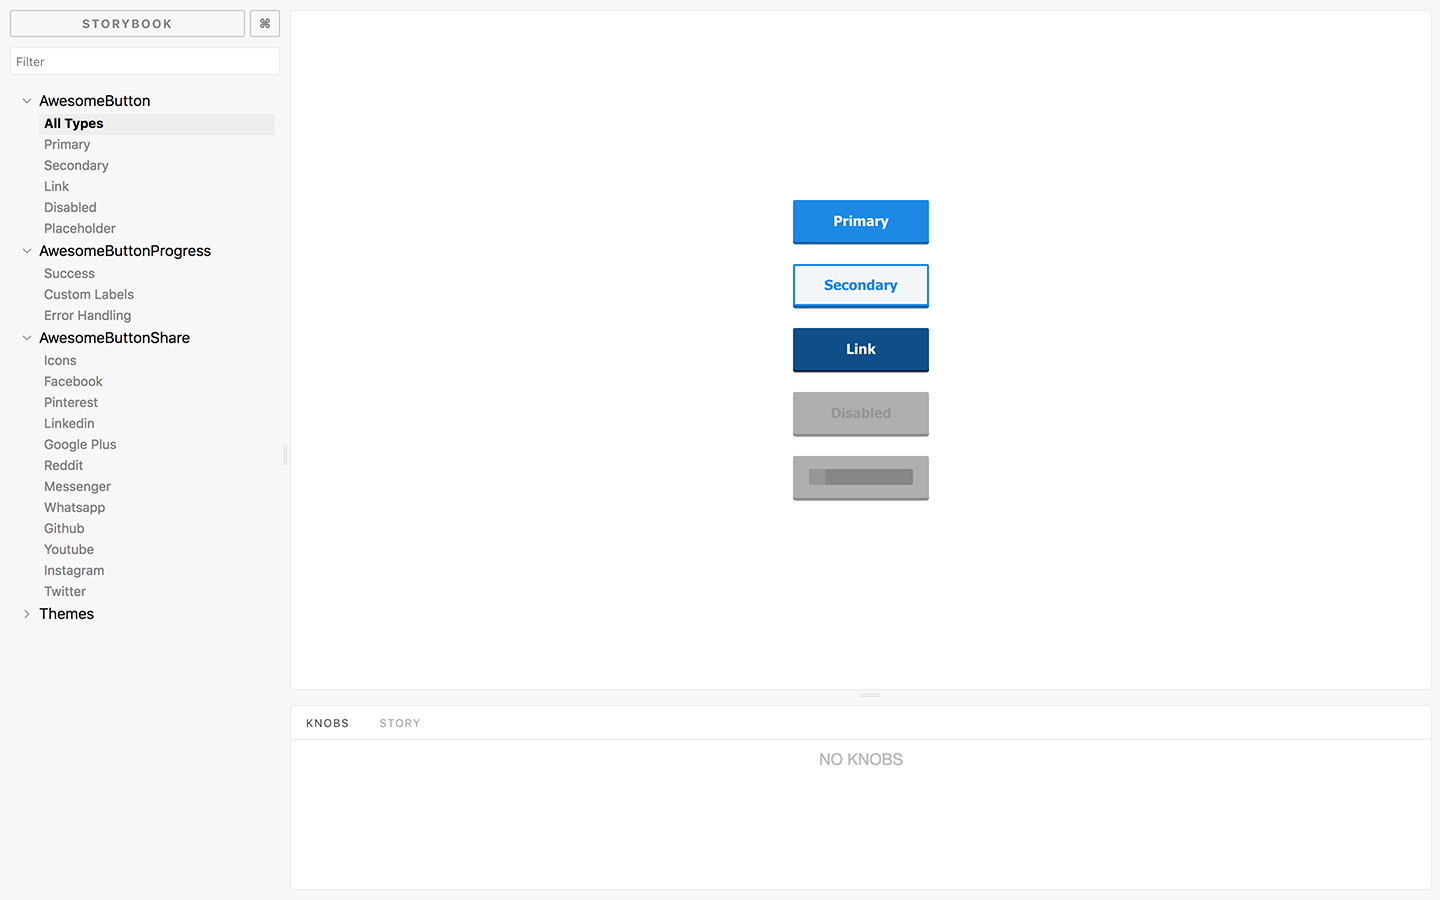 STORYBOOK
⌘
Filter
AwesomeButton
All Types
Primary
Secondary
Link
Disabled
Placeholder
AwesomeButtonProgress
Success
Custom Labels
Error Handling
AwesomeButtonShare
Icons
Facebook
Pinterest
Linkedin
Google Plus
Reddit
Messenger
Whatsapp
Github
Youtube
Instagram
Twitter
Themes
Primary
Secondary
Link
Disabled
KNOBS STORY
NO KNOBS